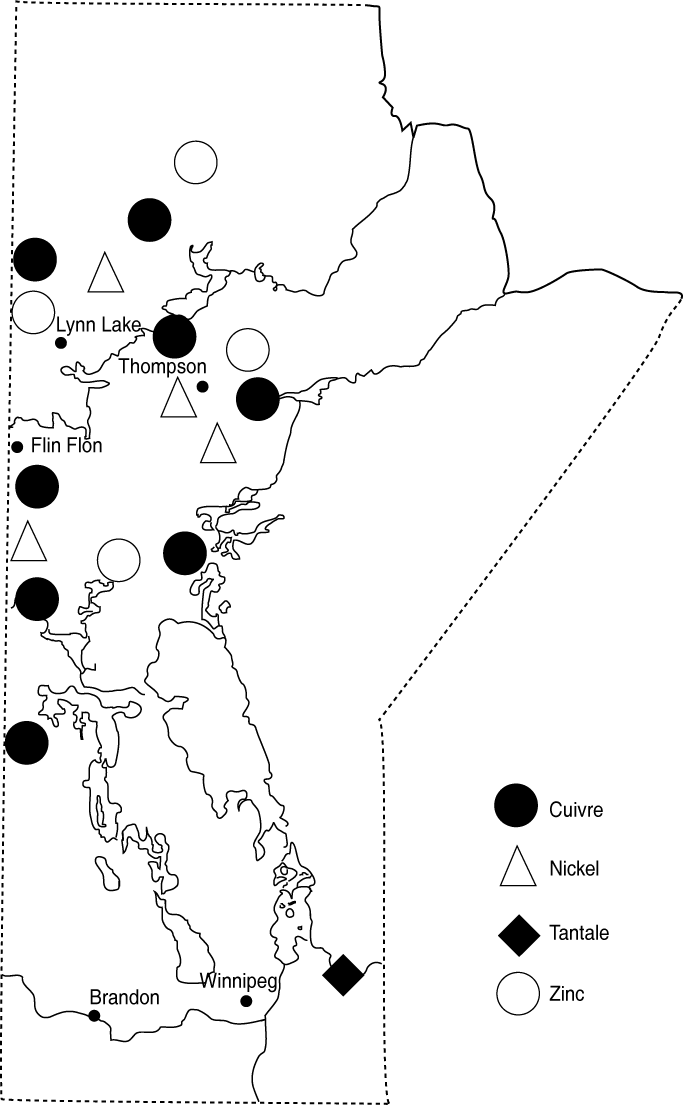 Lynn Lake
Thompson
Flin Flon
Cuivre
Nickel
Tantale
Winnipeg
Zinc
Brandon